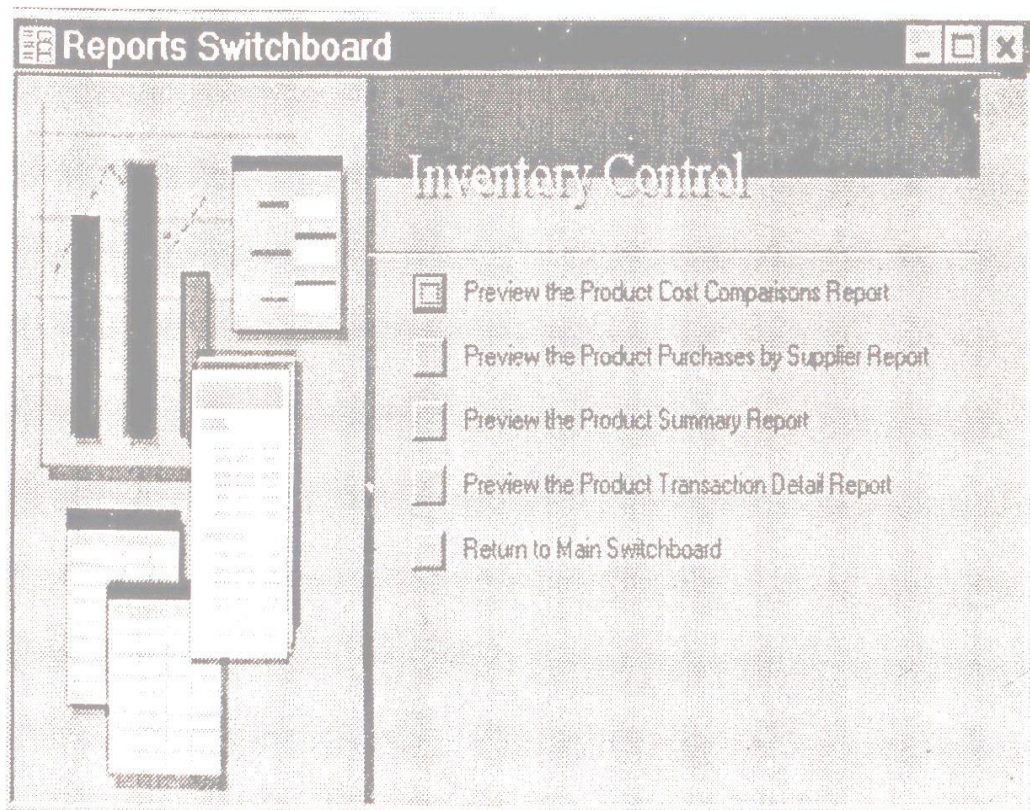 Reports Switchboard
Inventory Control
Preview the Product Cost Comparisons Report
Preview the Product Purchases by Supplier Report
Preview the Product Summary Report
Preview the Product Transaction Detail Report
Return to Main Switchboard